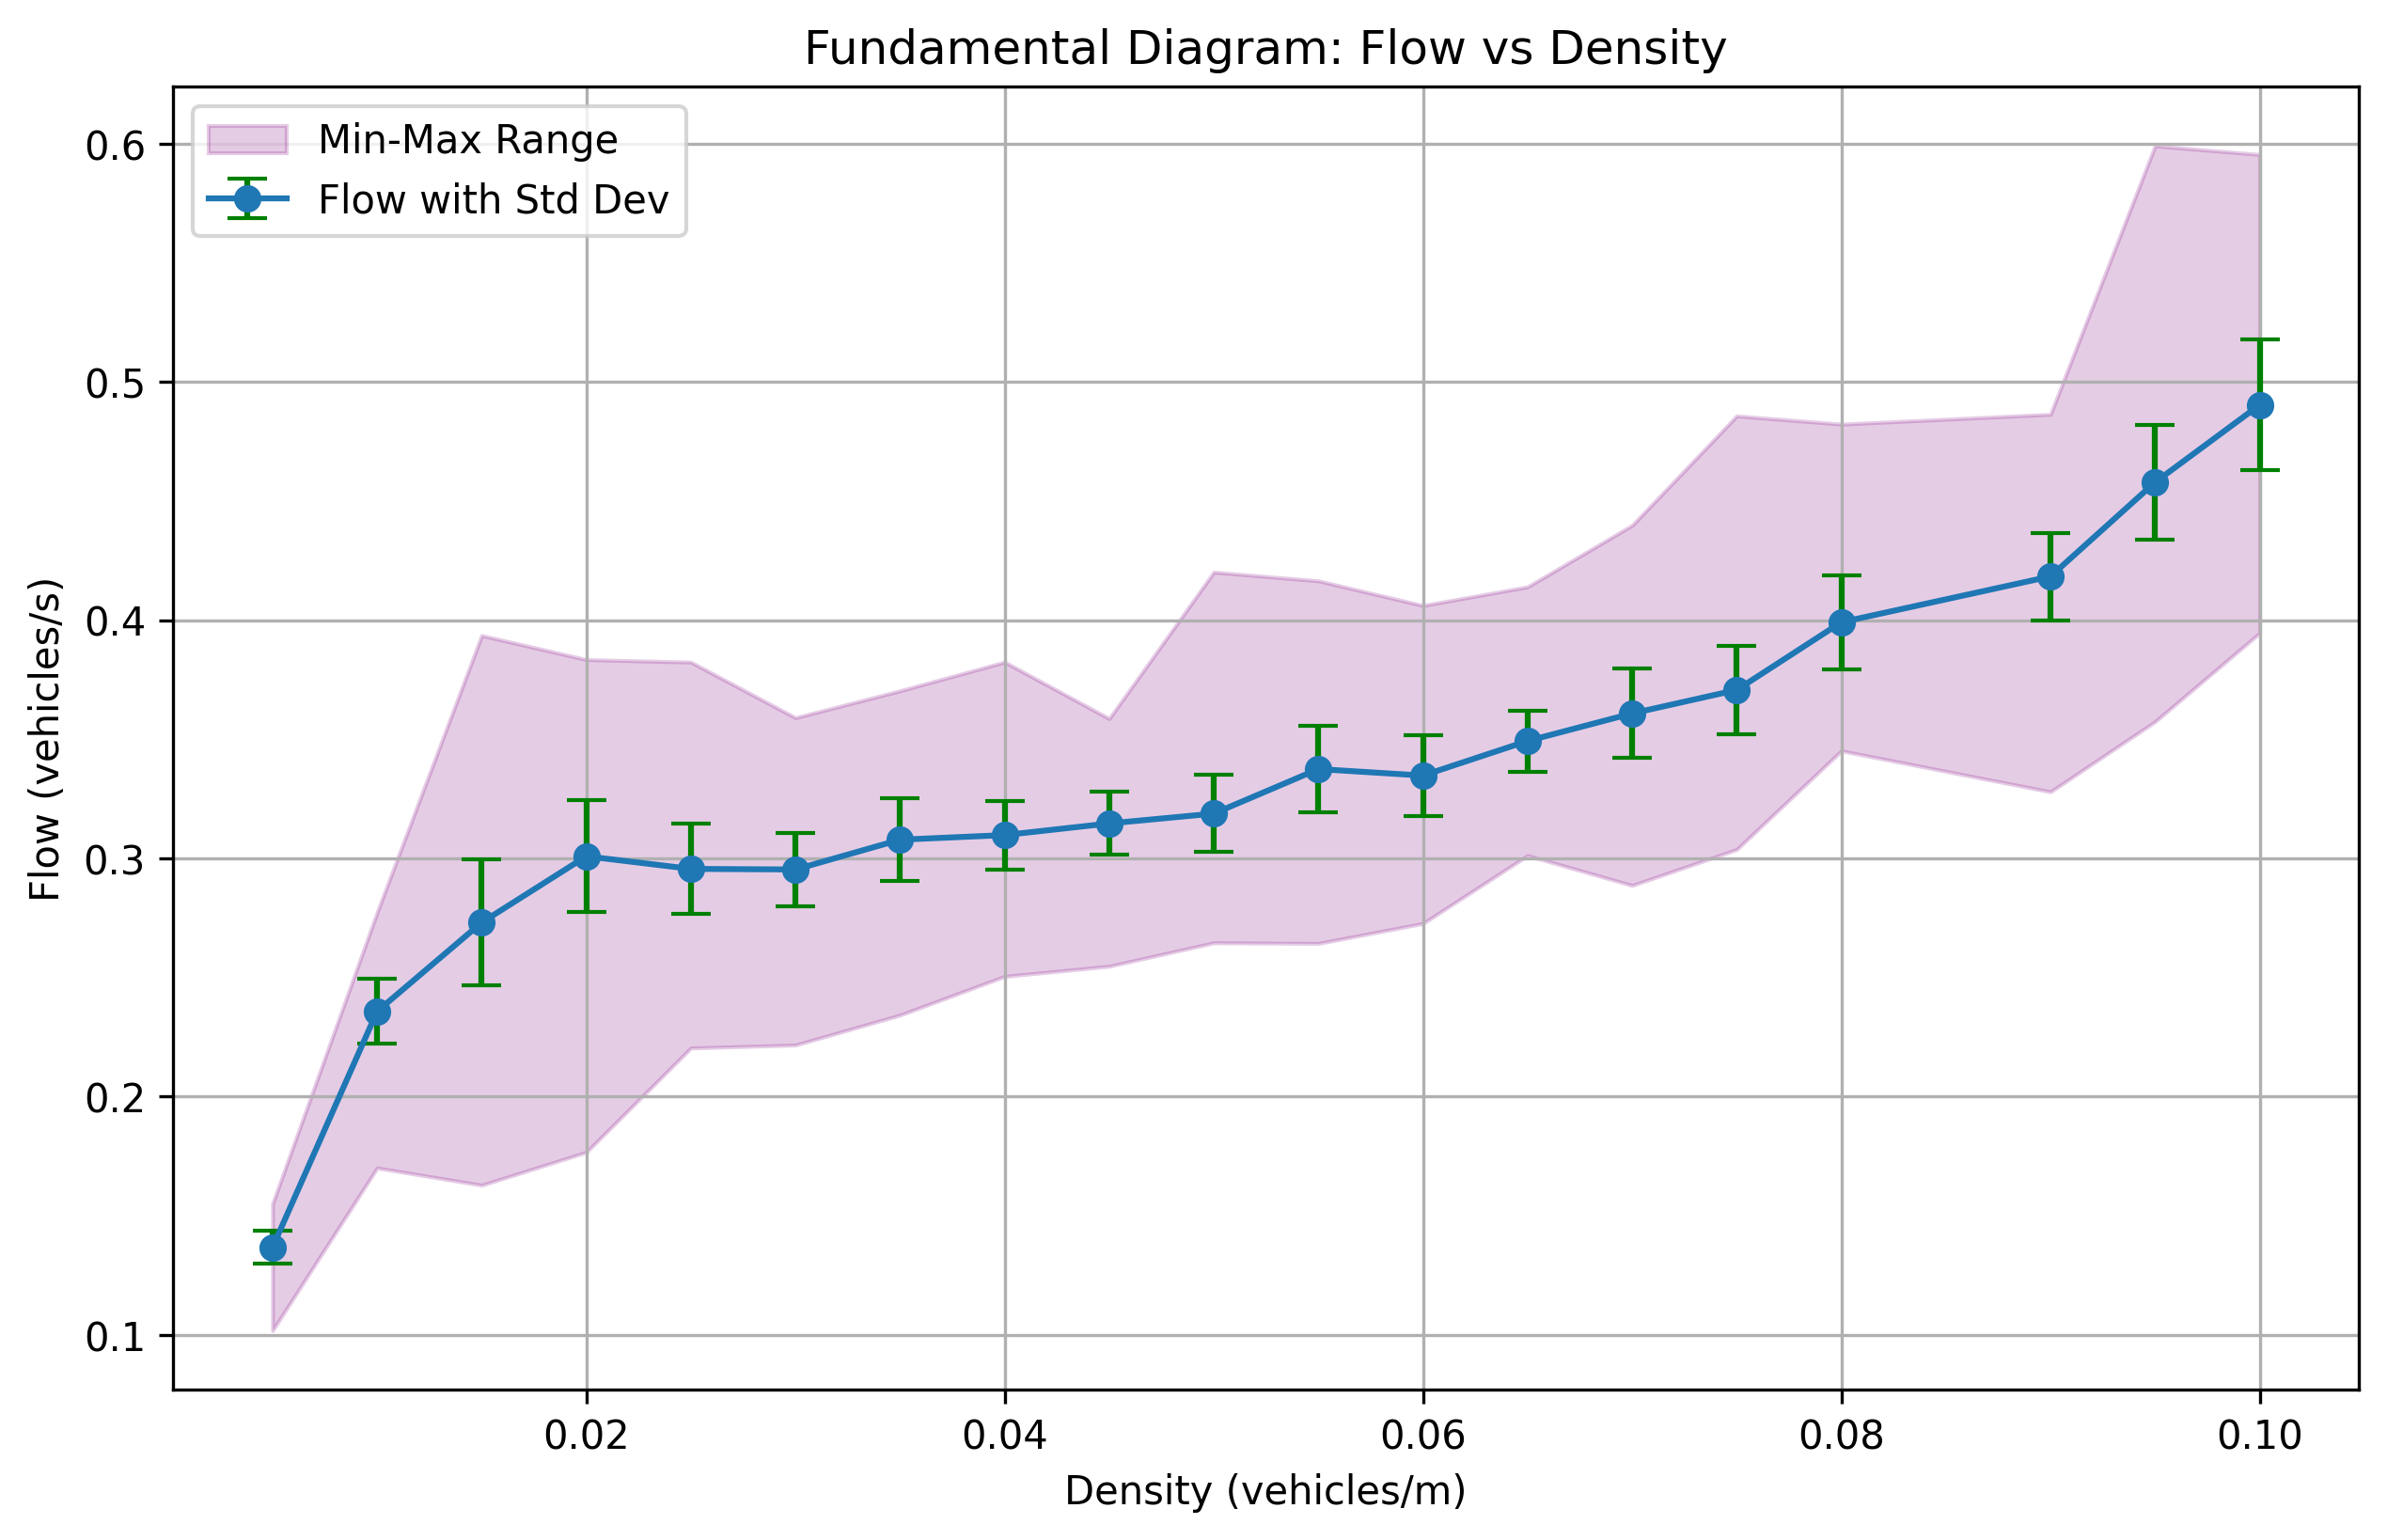 Fundamental Diagram: Flow vs Density
Min-Max Range
Flow with Std Dev
Flow (vehicles/s)
0.6
0.5
0.4
0.3
0.2
0.1
0.02 0.04 0.06 0.08 0.10
Density (vehicles/m)